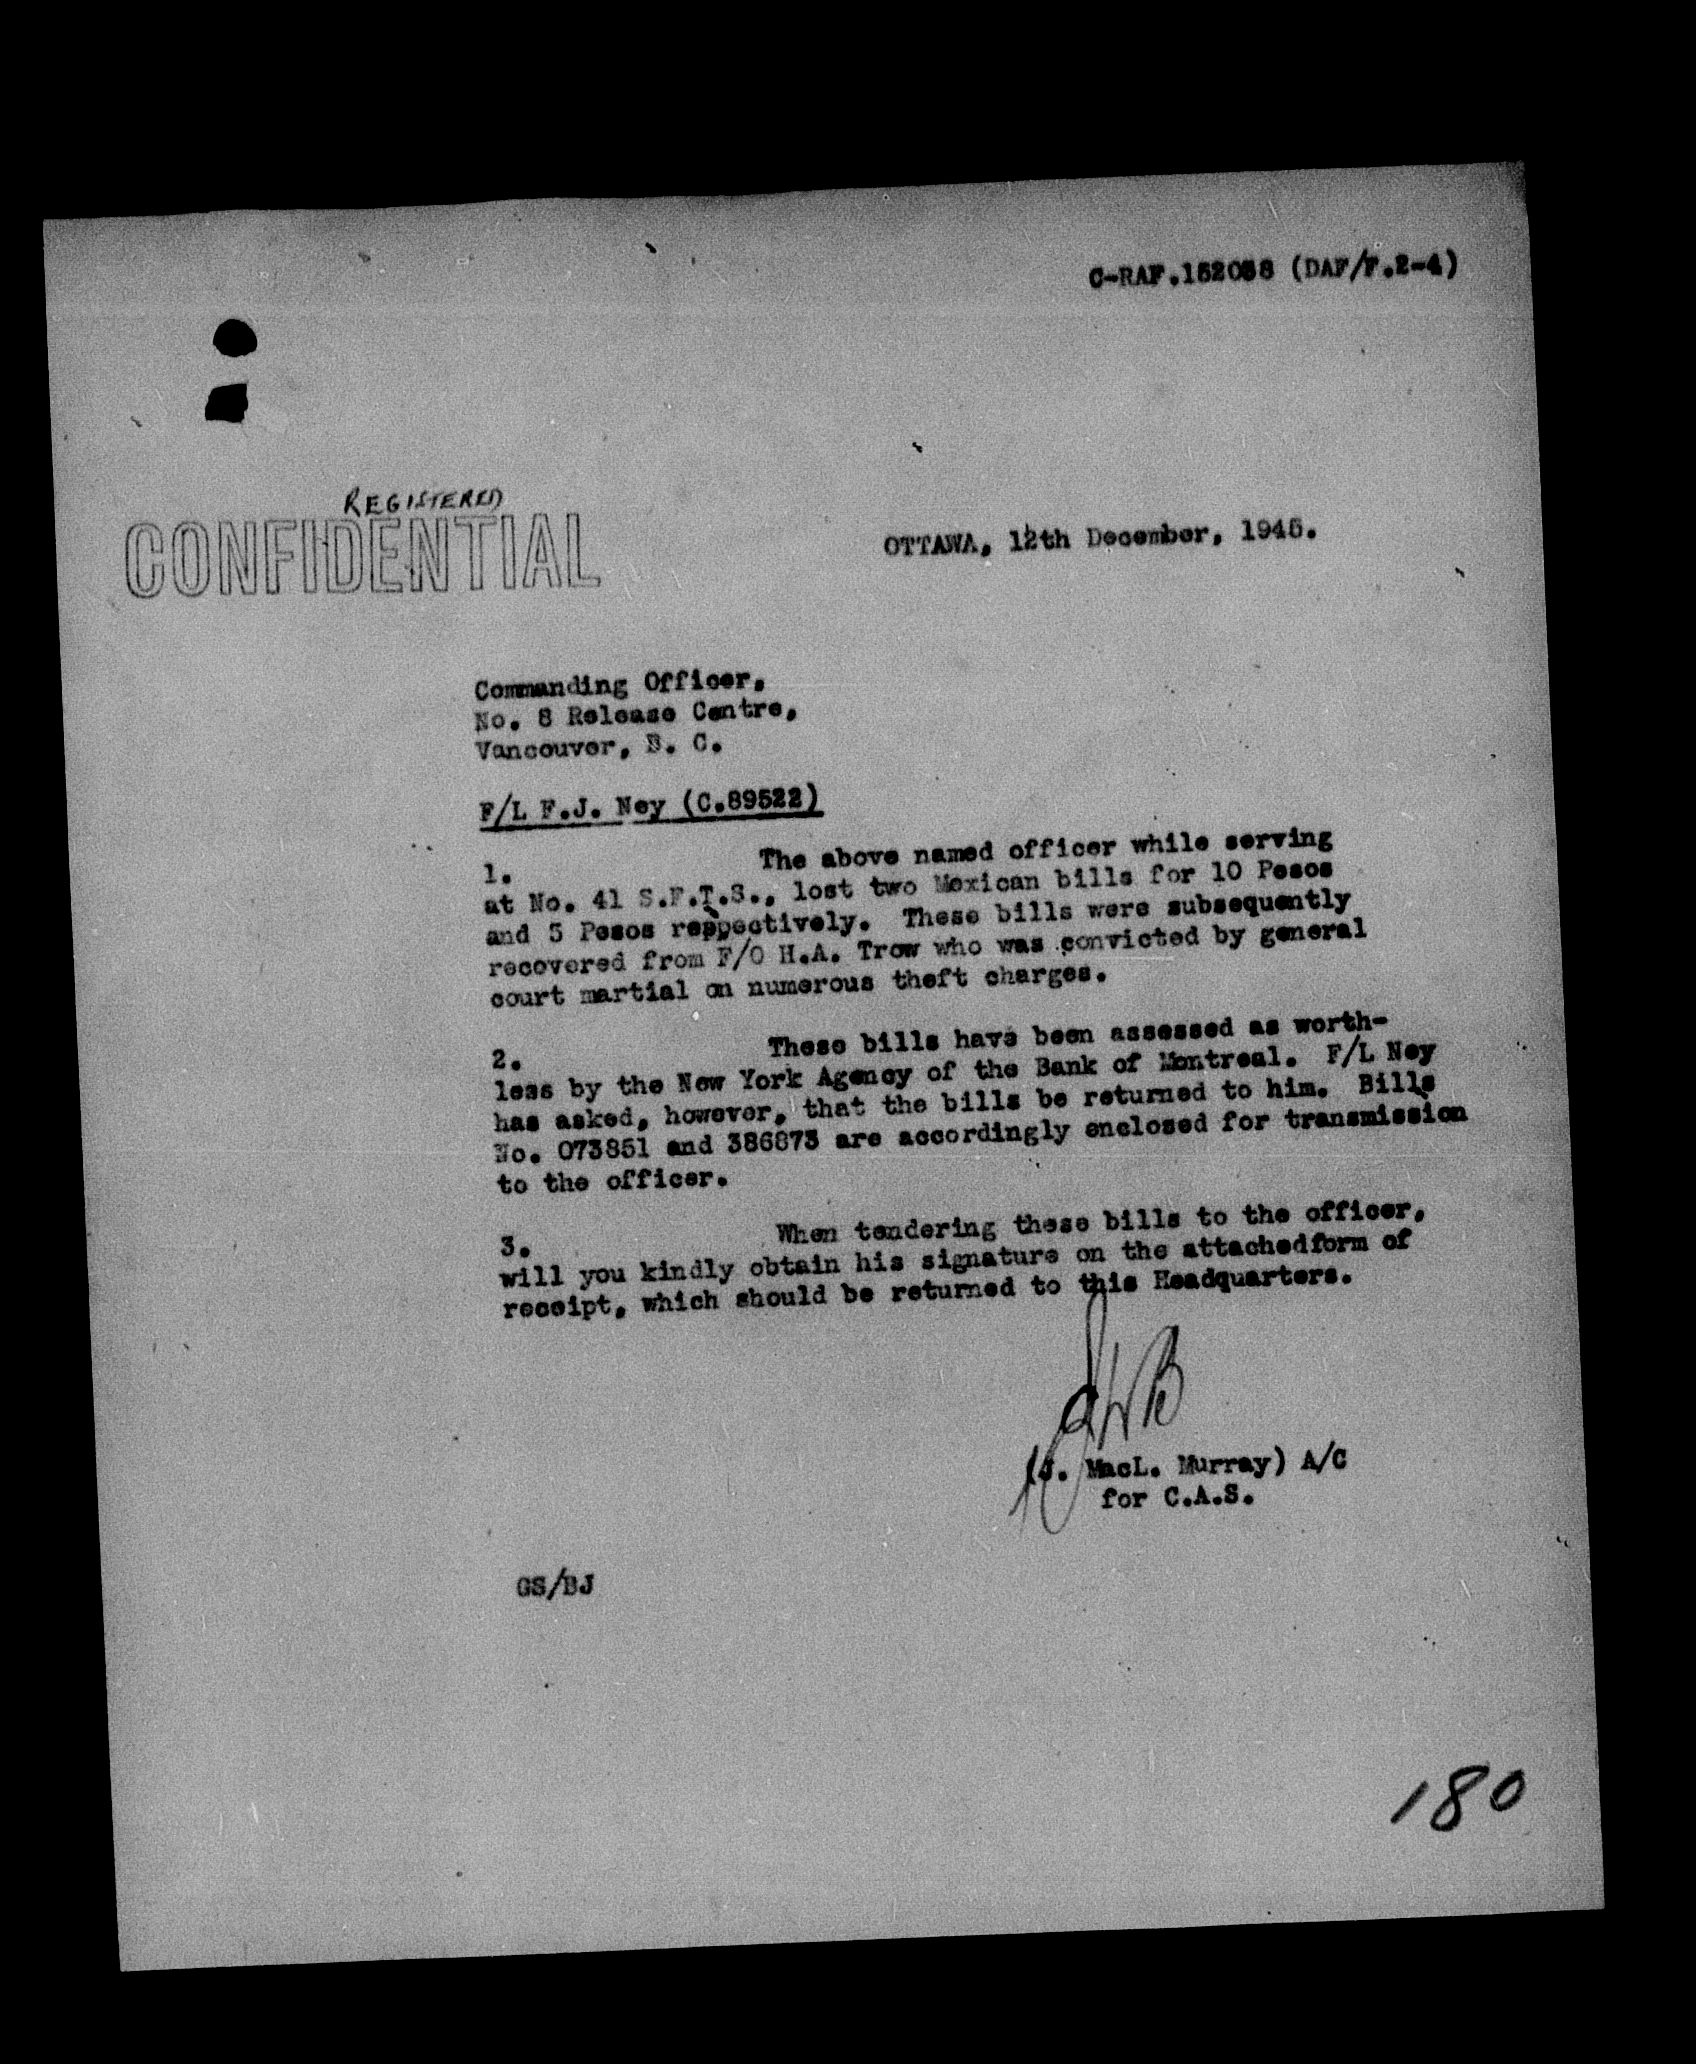 C-RAF.152058 (DAF/F.2-4)
REGISTERED
CONFIDENTIAL
OTTAWA, 12th December, 1945.
Commanding Officer,
No. 8 Release Centre,
Vancouver, B. C.
F/L F.J. Ney (C.89522)
1. The above named officer while serving
at No. 41 S.F.T.S., lost two Mexican bills for 10 Pesos
and 5 Pesos reppectively. These bills were subsequently
recovered from F/O H.A. Trow who was convicted by general
court martial on numerous theft charges.
2. These bills have been assessed as worth-
less by the New York Agency of the Bank of Montreal. F/L Ney
has asked, however, that the bills be returned to him. Bills
No. 073851 and 386873 are accordingly enclosed for transmission
to the officer.
3. When tendering these bills to the officer,
will you kindly obtain his signature on the attachedform of
receipt, which should be returned to this Headquarters.
(J. MacL. Murray) A/C
for C.A.S.
GS/BJ
180